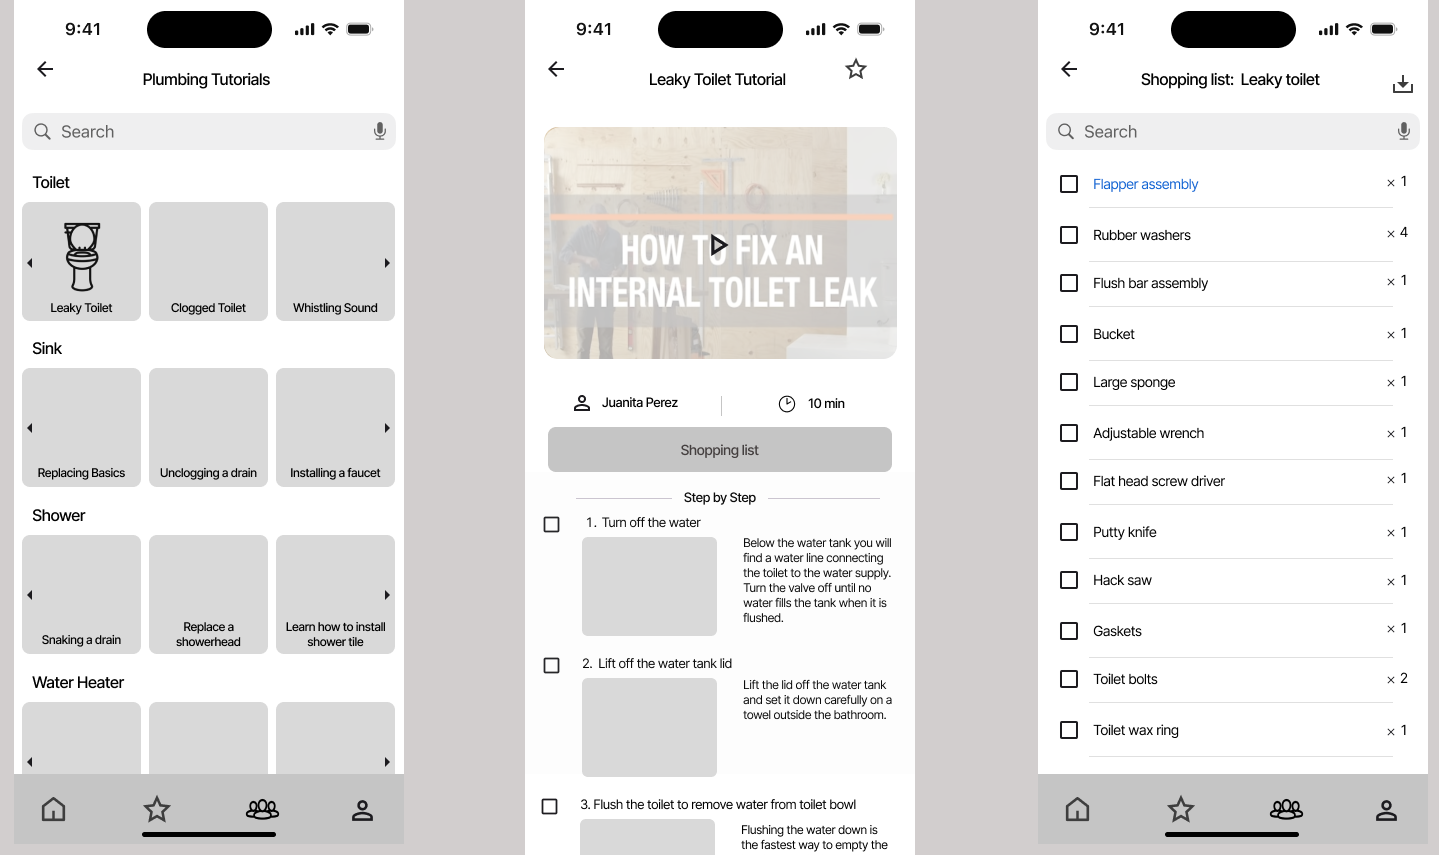 9:41
Plumbing Tutorials
Search
Toilet
Leaky Toilet
Clogged Toilet
Whistling Sound
Sink
Replacing Basics
Unclogging a drain
Installing a faucet
Shower
Snaking a drain
Replace a
showerhead
Learn how to install
shower tile
Water Heater
9:41
Leaky Toilet Tutorial
HOW TO FIX AN
INTERNAL TOILET LEAK
Juanita Perez
10 min
Shopping list
Step by Step
1. Turn off the water
Below the water tank you will
find a water line connecting
the toilet to the water supply.
Turn the valve off until no
water fills the tank when it is
flushed.
2. Lift off the water tank lid
Lift the lid off the water tank
and set it down carefully on a
towel outside the bathroom.
3. Flush the toilet to remove water from toilet bowl
Flushing the water down is
the fastest way to empty the
9:41
Shopping list: Leaky toilet
Search
Flapper assembly × 1
Rubber washers × 4
Flush bar assembly × 1
Bucket × 1
Large sponge × 1
Adjustable wrench × 1
Flat head screw driver × 1
Putty knife × 1
Hack saw × 1
Gaskets × 1
Toilet bolts × 2
Toilet wax ring × 1